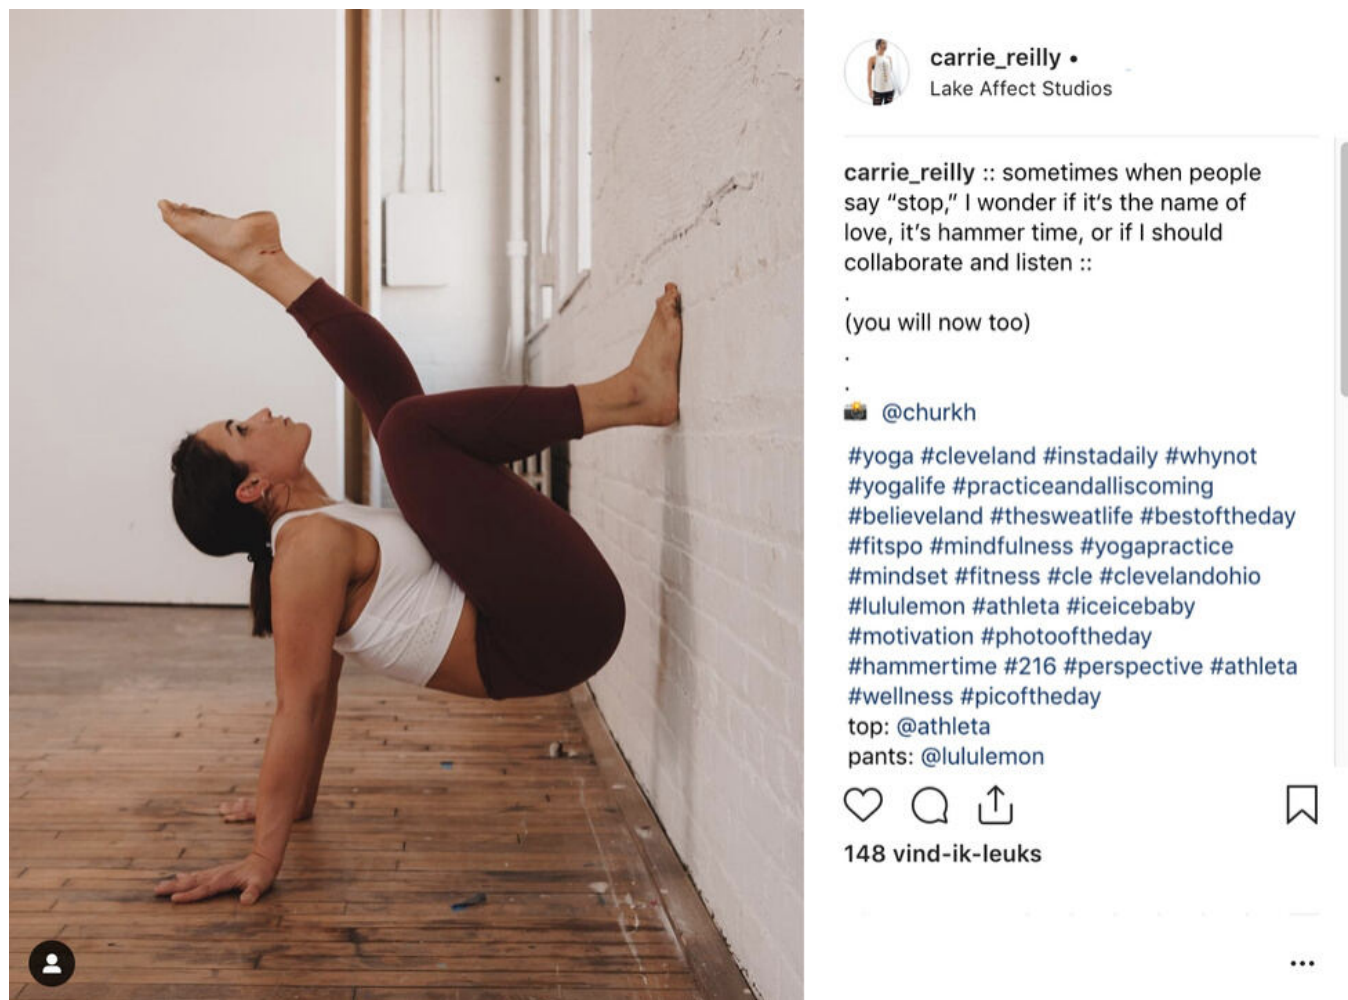 carrie_reilly •
Lake Affect Studios
carrie_reilly :: sometimes when people
say “stop,” I wonder if it’s the name of
love, it’s hammer time, or if I should
collaborate and listen ::
.
(you will now too)
.
.
📸 @churkh
#yoga #cleveland #instadaily #whynot
#yogalife #practiceandalliscoming
#believeland #thesweatlife #bestoftheday
#fitspo #mindfulness #yogapractice
#mindset #fitness #cle #clevelandohio
#lululemon #athleta #iceicebaby
#motivation #photooftheday
#hammertime #216 #perspective #athleta
#wellness #picoftheday
top: @athleta
pants: @lululemon
148 vind-ik-leuks